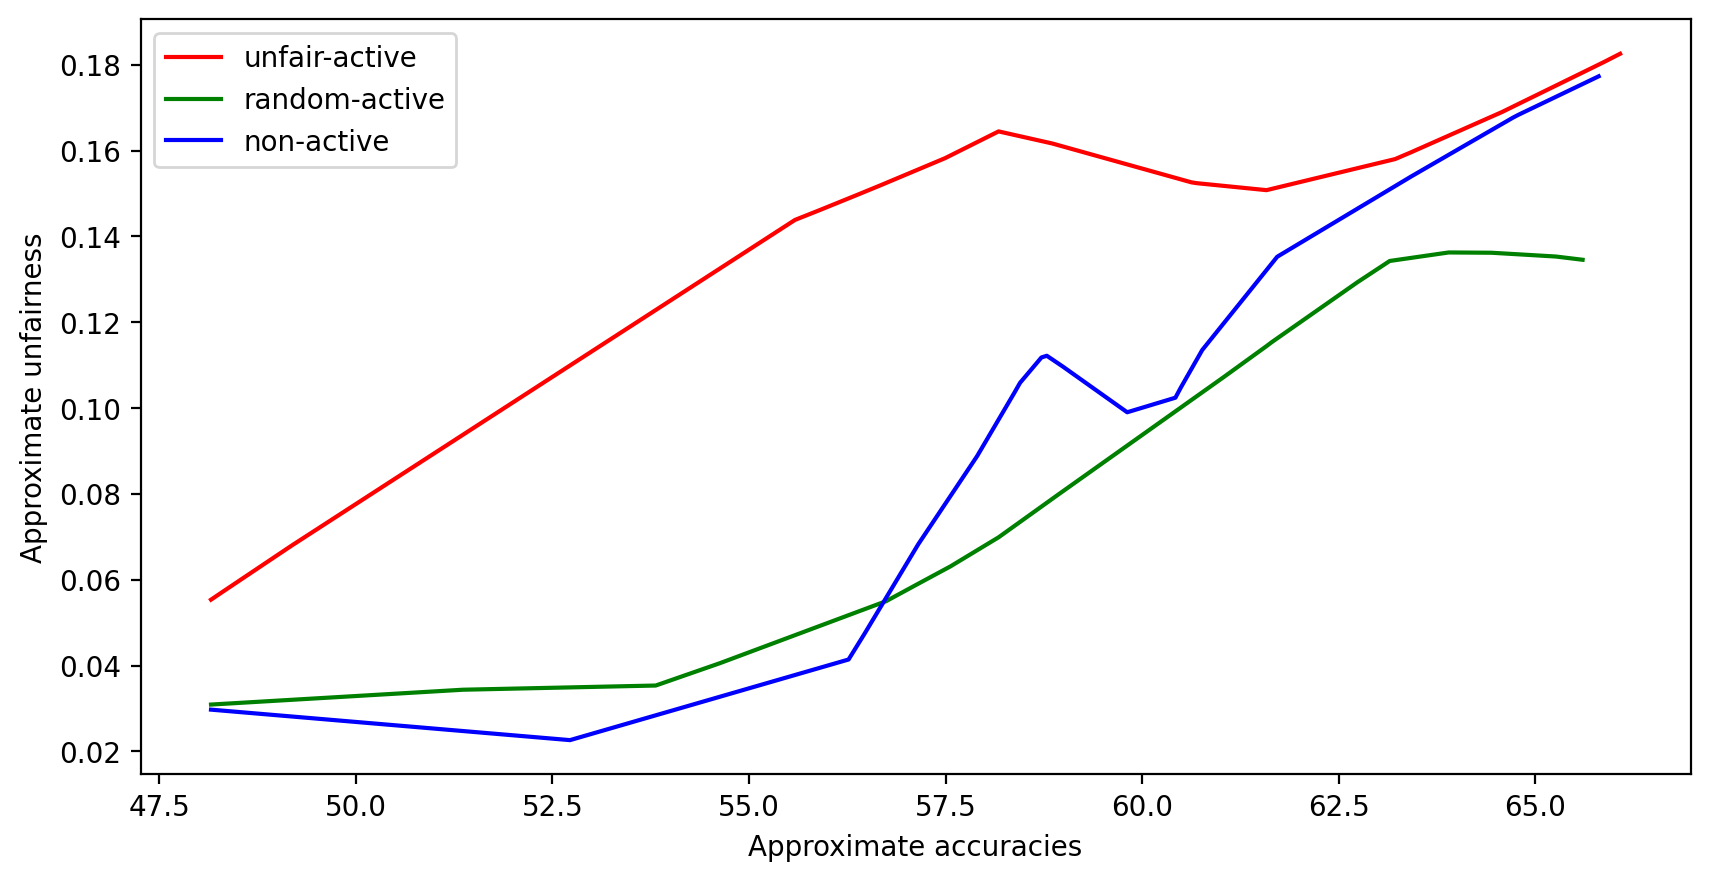 unfair-active
random-active
non-active
Approximate unfairness
0.18
0.16
0.14
0.12
0.10
0.08
0.06
0.04
0.02
47.5 50.0 52.5 55.0 57.5 60.0 62.5 65.0
Approximate accuracies